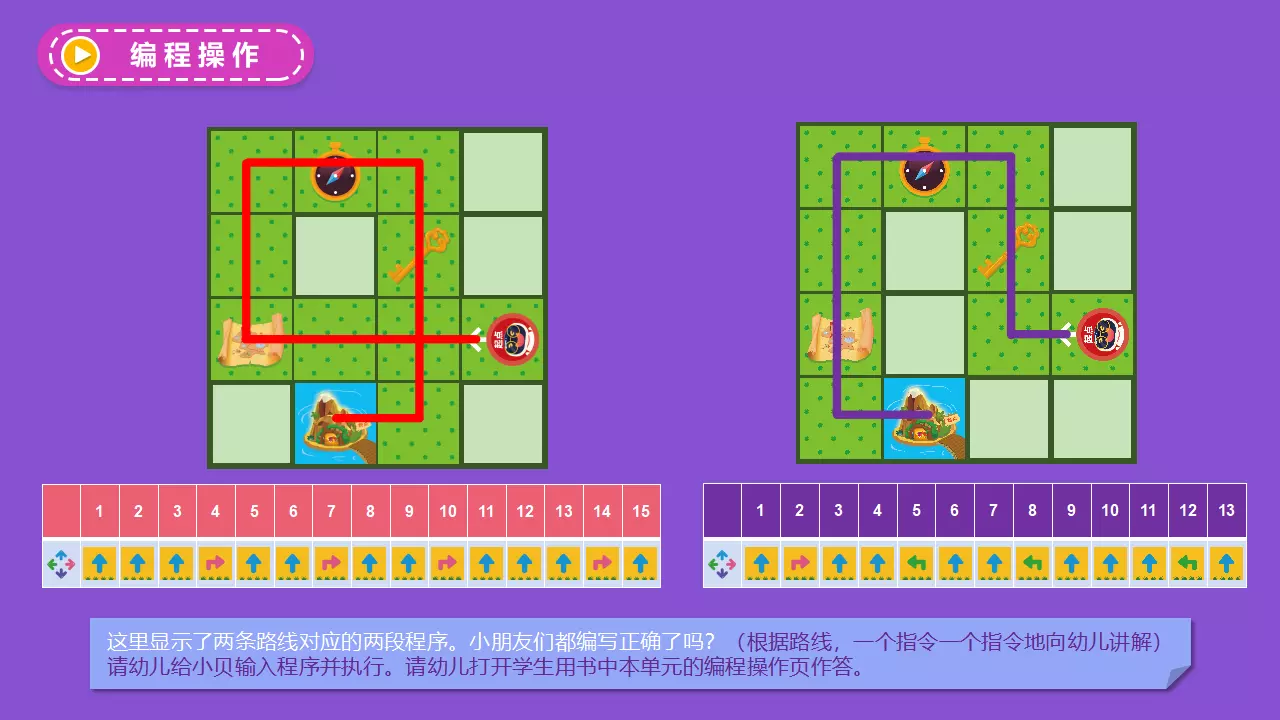 编程操作
起点
起点
1 2 3 4 5 6 7 8 9 10 11 12 13 14 15
1 2 3 4 5 6 7 8 9 10 11 12 13
这里显示了两条路线对应的两段程序。小朋友们都编写正确了吗？（根据路线，一个指令一个指令地向幼儿讲解）
请幼儿给小贝输入程序并执行。请幼儿打开学生用书中本单元的编程操作页作答。